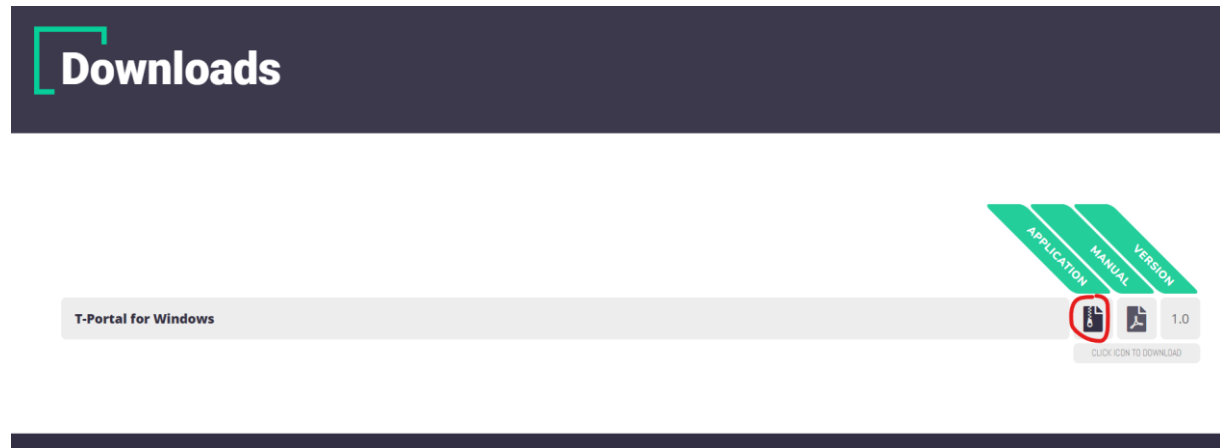 Downloads
APPLICATION
MANUAL
VERSION
T-Portal for Windows
1.0
CLICK ICON TO DOWNLOAD